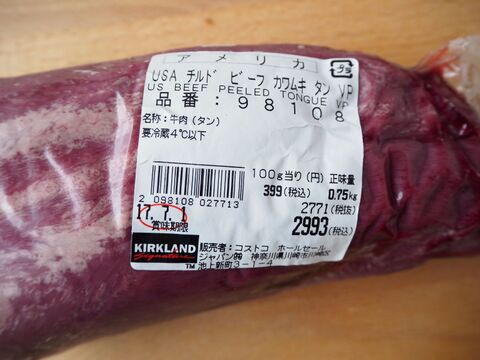 アメリカ
プラ
USA チルド ビーフ カワムキ タン VP
US BEEF PEELED TONGUE VP
品番:98108
名称:牛肉(タン)
要冷蔵4℃以下
100g当り(円) 正味量
399(税込) 0.75kg
2 098108 027713
2771(税抜)
17. 7. 1
2993(税込)
賞味期限
KIRKLAND
Signature
TM
販売者:コストコ ホールセール
ジャパン㈱ 神奈川県川崎市川崎区
池上新町3-1-4